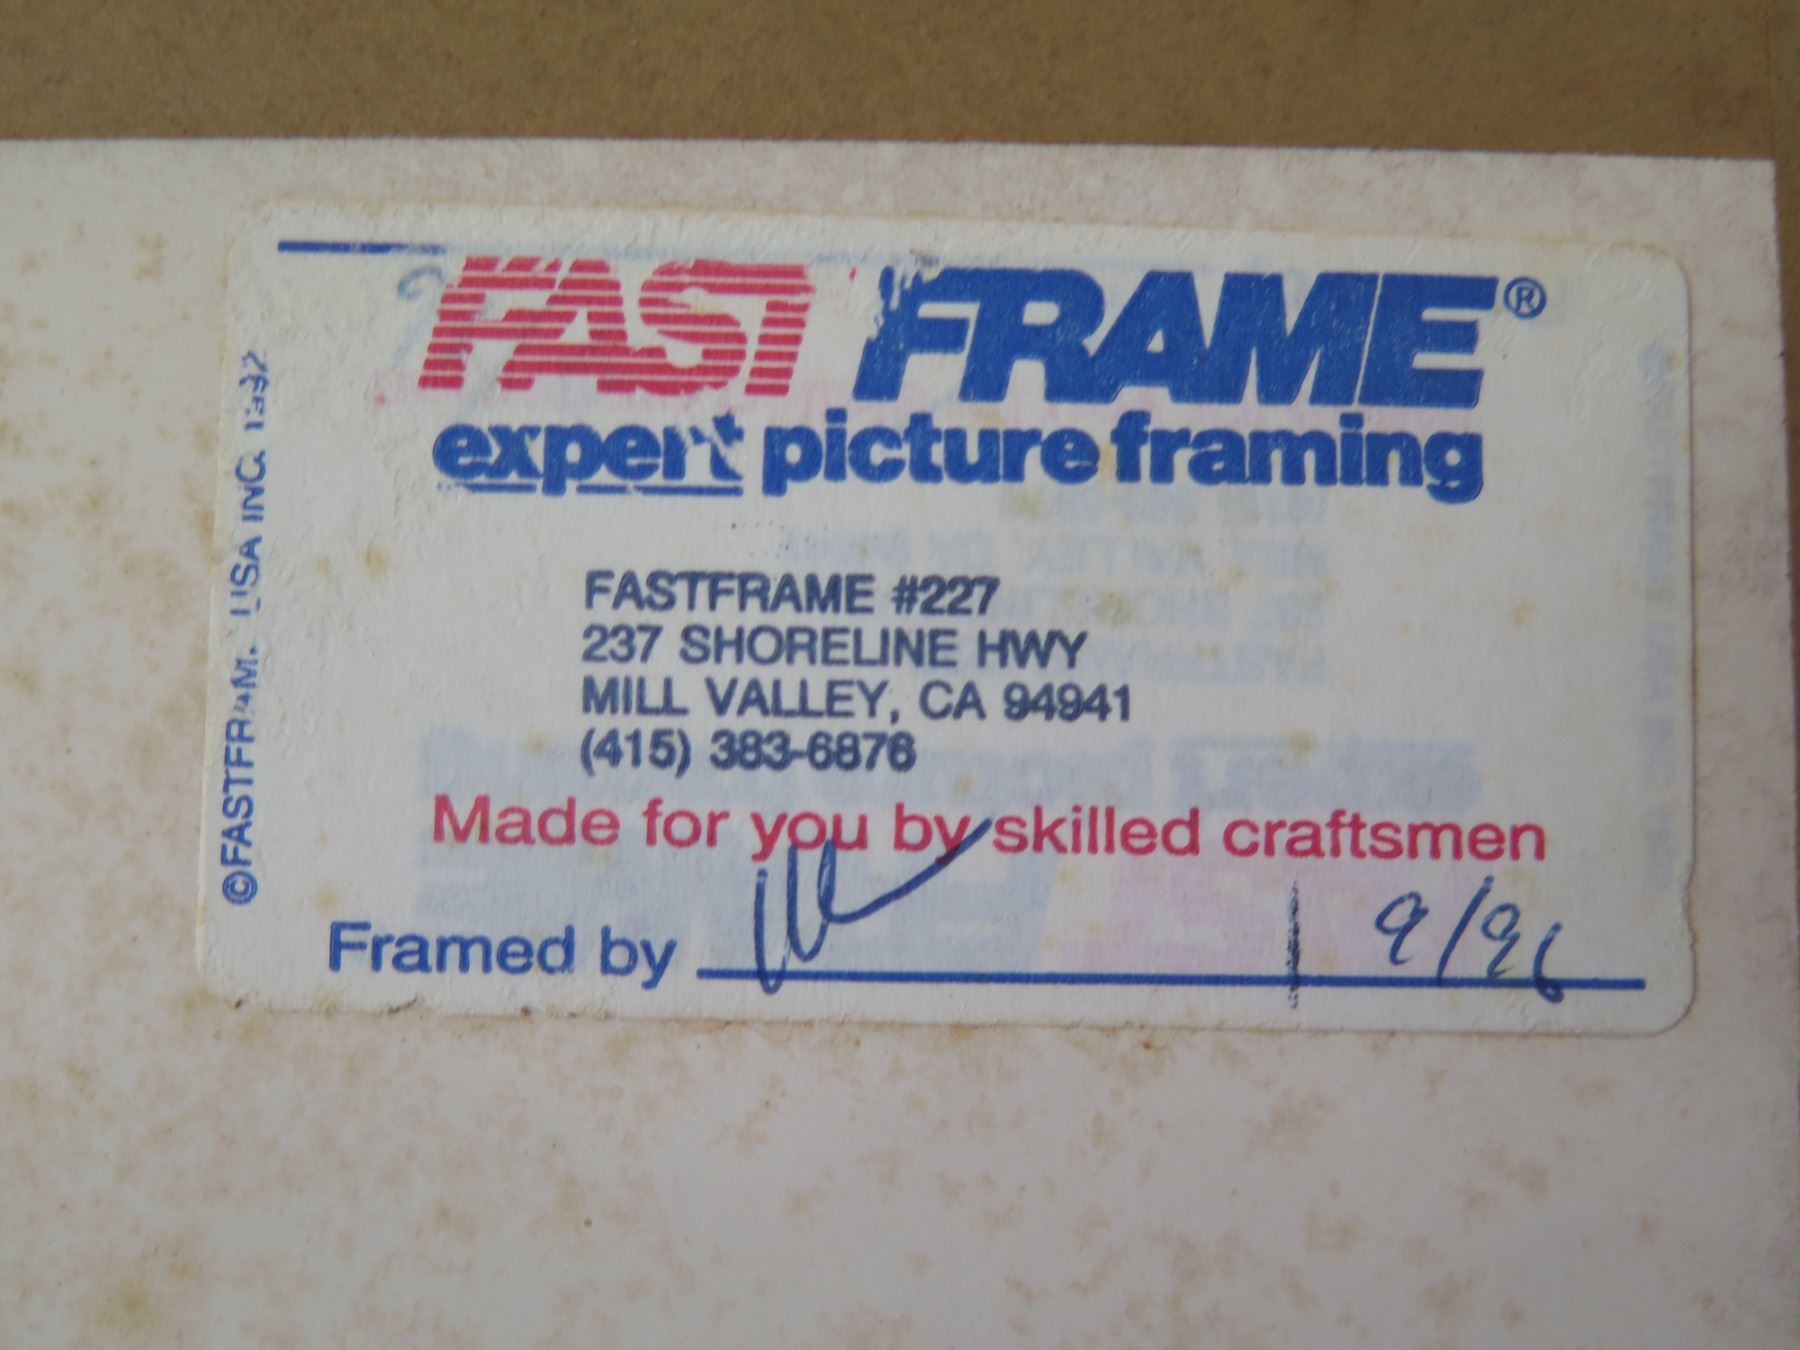 FAST FRAME®
expert picture framing
FASTFRAME #227
237 SHORELINE HWY
MILL VALLEY, CA 94941
(415) 383-6876
Made for you by skilled craftsmen
Framed by 9/96
©FASTFRAME USA INC. 1992